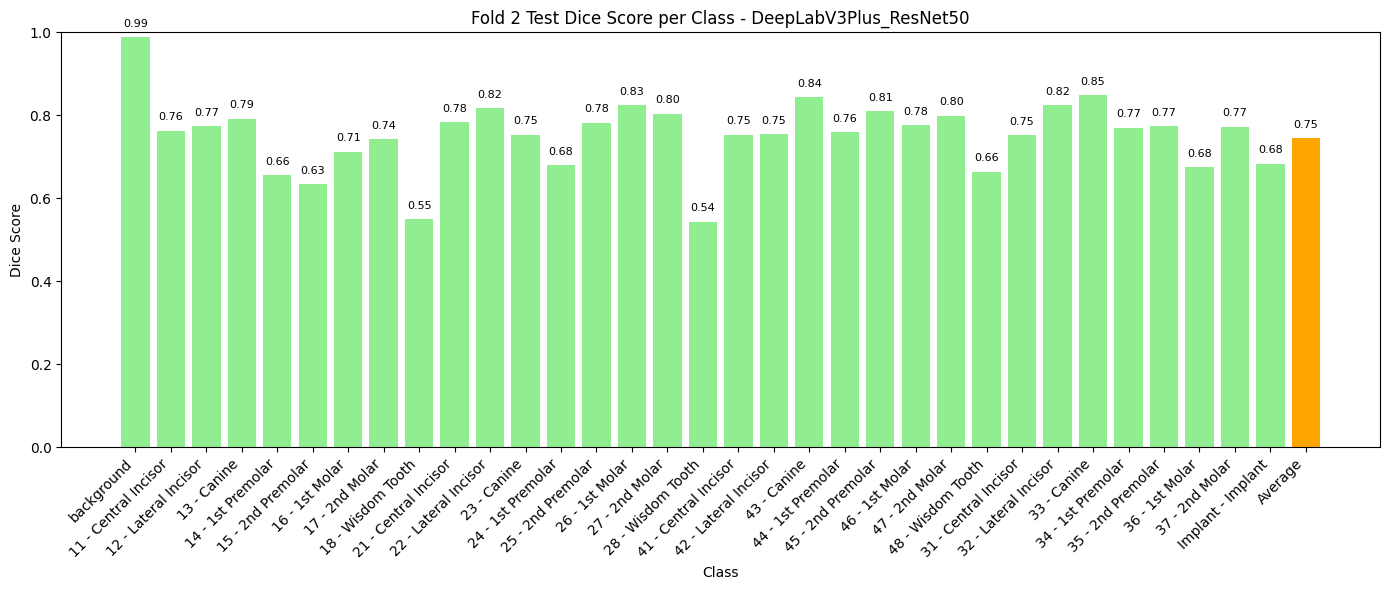 Fold 2 Test Dice Score per Class - DeepLabV3Plus_ResNet50
Dice Score
1.0
0.8
0.6
0.4
0.2
0.0
0.99
0.76
0.77
0.79
0.66
0.63
0.71
0.74
0.55
0.78
0.82
0.75
0.68
0.78
0.83
0.80
0.54
0.75
0.75
0.84
0.76
0.81
0.78
0.80
0.66
0.75
0.82
0.85
0.77
0.77
0.68
0.77
0.68
0.75
background
11 - Central Incisor
12 - Lateral Incisor
13 - Canine
14 - 1st Premolar
15 - 2nd Premolar
16 - 1st Molar
17 - 2nd Molar
18 - Wisdom Tooth
21 - Central Incisor
22 - Lateral Incisor
23 - Canine
24 - 1st Premolar
25 - 2nd Premolar
26 - 1st Molar
27 - 2nd Molar
28 - Wisdom Tooth
41 - Central Incisor
42 - Lateral Incisor
43 - Canine
44 - 1st Premolar
45 - 2nd Premolar
46 - 1st Molar
47 - 2nd Molar
48 - Wisdom Tooth
31 - Central Incisor
32 - Lateral Incisor
33 - Canine
34 - 1st Premolar
35 - 2nd Premolar
36 - 1st Molar
37 - 2nd Molar
Implant - Implant
Average
Class